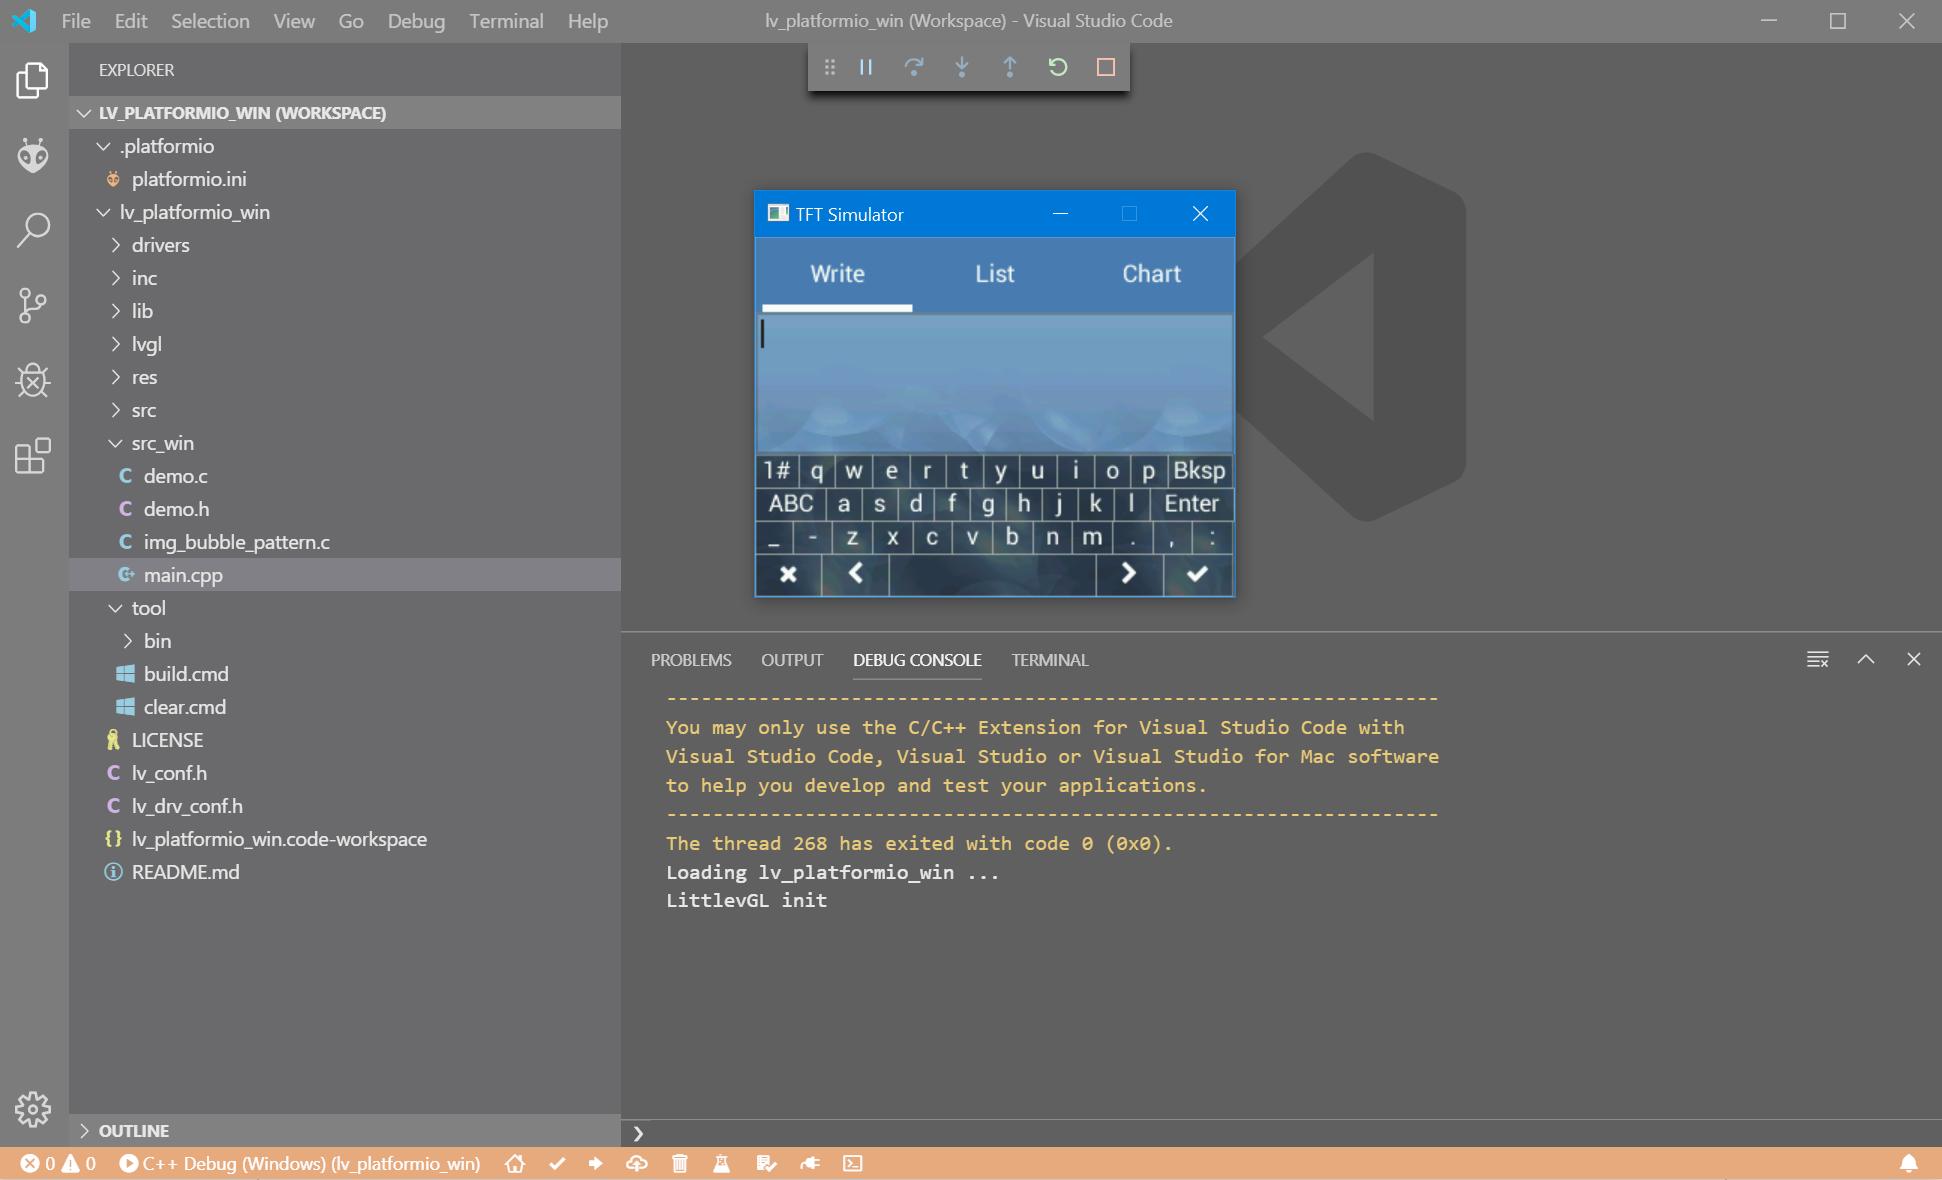 File Edit Selection View Go Debug Terminal Help
lv_platformio_win (Workspace) - Visual Studio Code
EXPLORER
LV_PLATFORMIO_WIN (WORKSPACE)
.platformio
platformio.ini
lv_platformio_win
drivers
inc
lib
lvgl
res
src
src_win
C demo.c
C demo.h
C img_bubble_pattern.c
main.cpp
tool
bin
build.cmd
clear.cmd
LICENSE
C lv_conf.h
C lv_drv_conf.h
{} lv_platformio_win.code-workspace
README.md
OUTLINE
TFT Simulator
Write List Chart
1# q w e r t y u i o p Bksp
ABC a s d f g h j k l Enter
_ - z x c v b n m . , :
PROBLEMS OUTPUT DEBUG CONSOLE TERMINAL
-------------------------------------------------------------------
You may only use the C/C++ Extension for Visual Studio Code with
Visual Studio Code, Visual Studio or Visual Studio for Mac software
to help you develop and test your applications.
-------------------------------------------------------------------
The thread 268 has exited with code 0 (0x0).
Loading lv_platformio_win ...
LittlevGL init
0 0 C++ Debug (Windows) (lv_platformio_win)